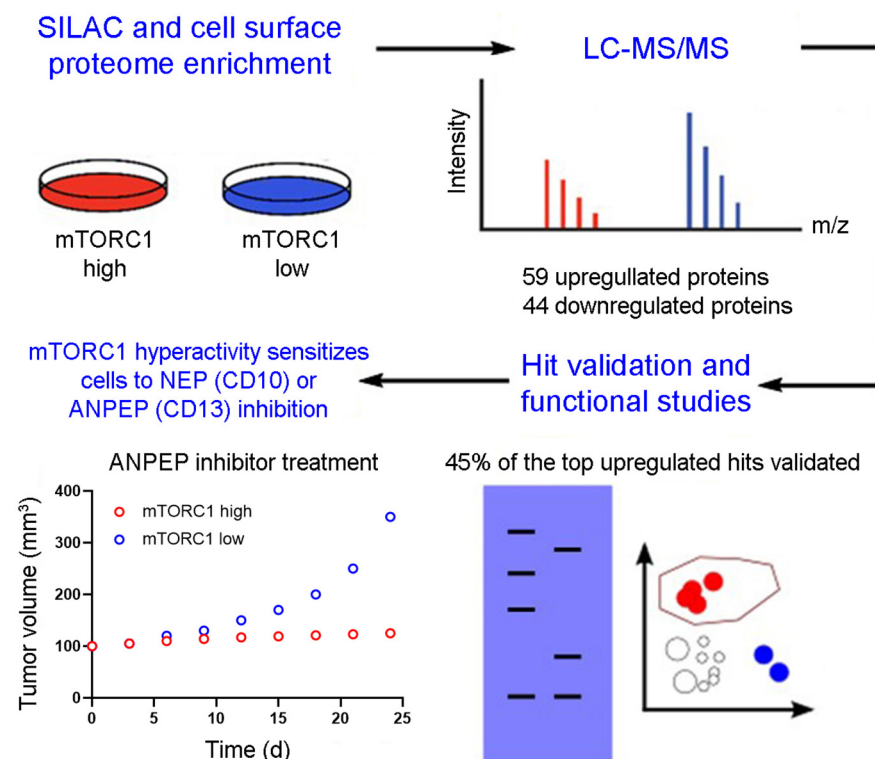 SILAC and cell surface
proteome enrichment
LC-MS/MS
mTORC1
high
mTORC1
low
Intensity
m/z
59 upregullated proteins
44 downregulated proteins
mTORC1 hyperactivity sensitizes
cells to NEP (CD10) or
ANPEP (CD13) inhibition
Hit validation and
functional studies
ANPEP inhibitor treatment
Tumor volume (mm³)
400
300
200
100
0
mTORC1 high
mTORC1 low
0 5 10 15 20 25
Time (d)
45% of the top upregulated hits validated